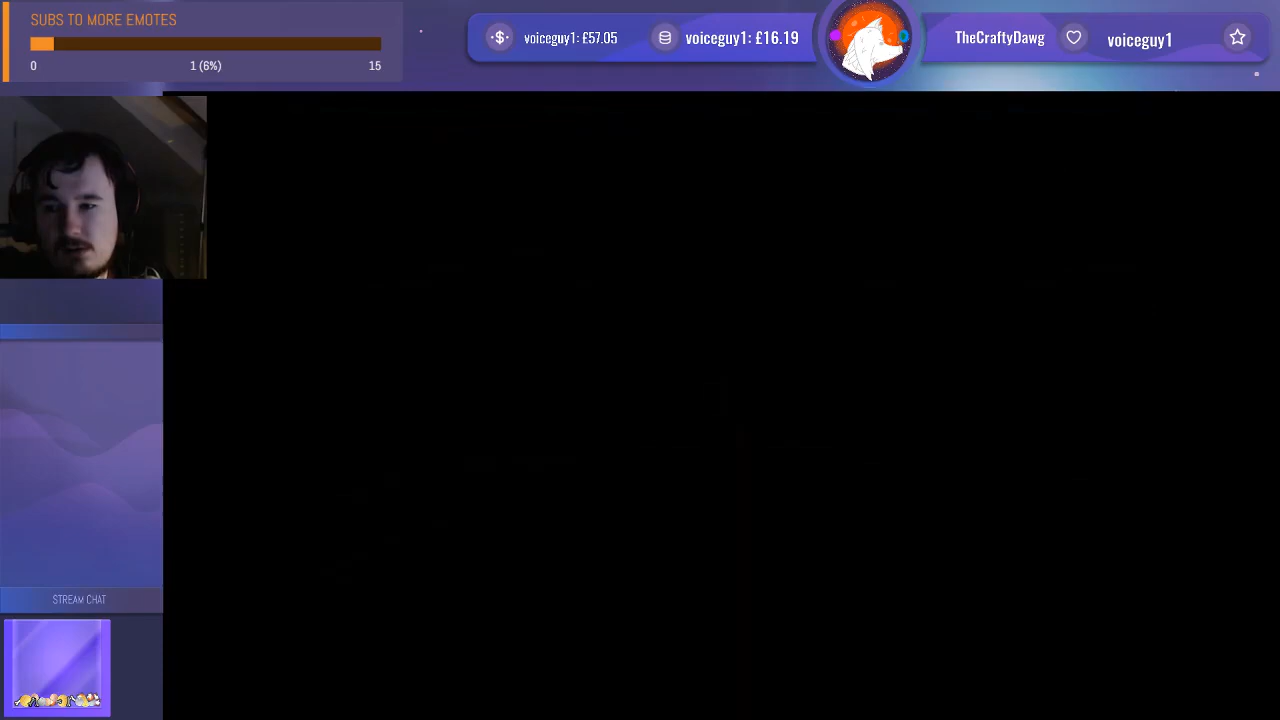 SUBS TO MORE EMOTES
0 1 (6%) 15
voiceguy1: £57.05 voiceguy1: £16.19 TheCraftyDawg voiceguy1
STREAM CHAT